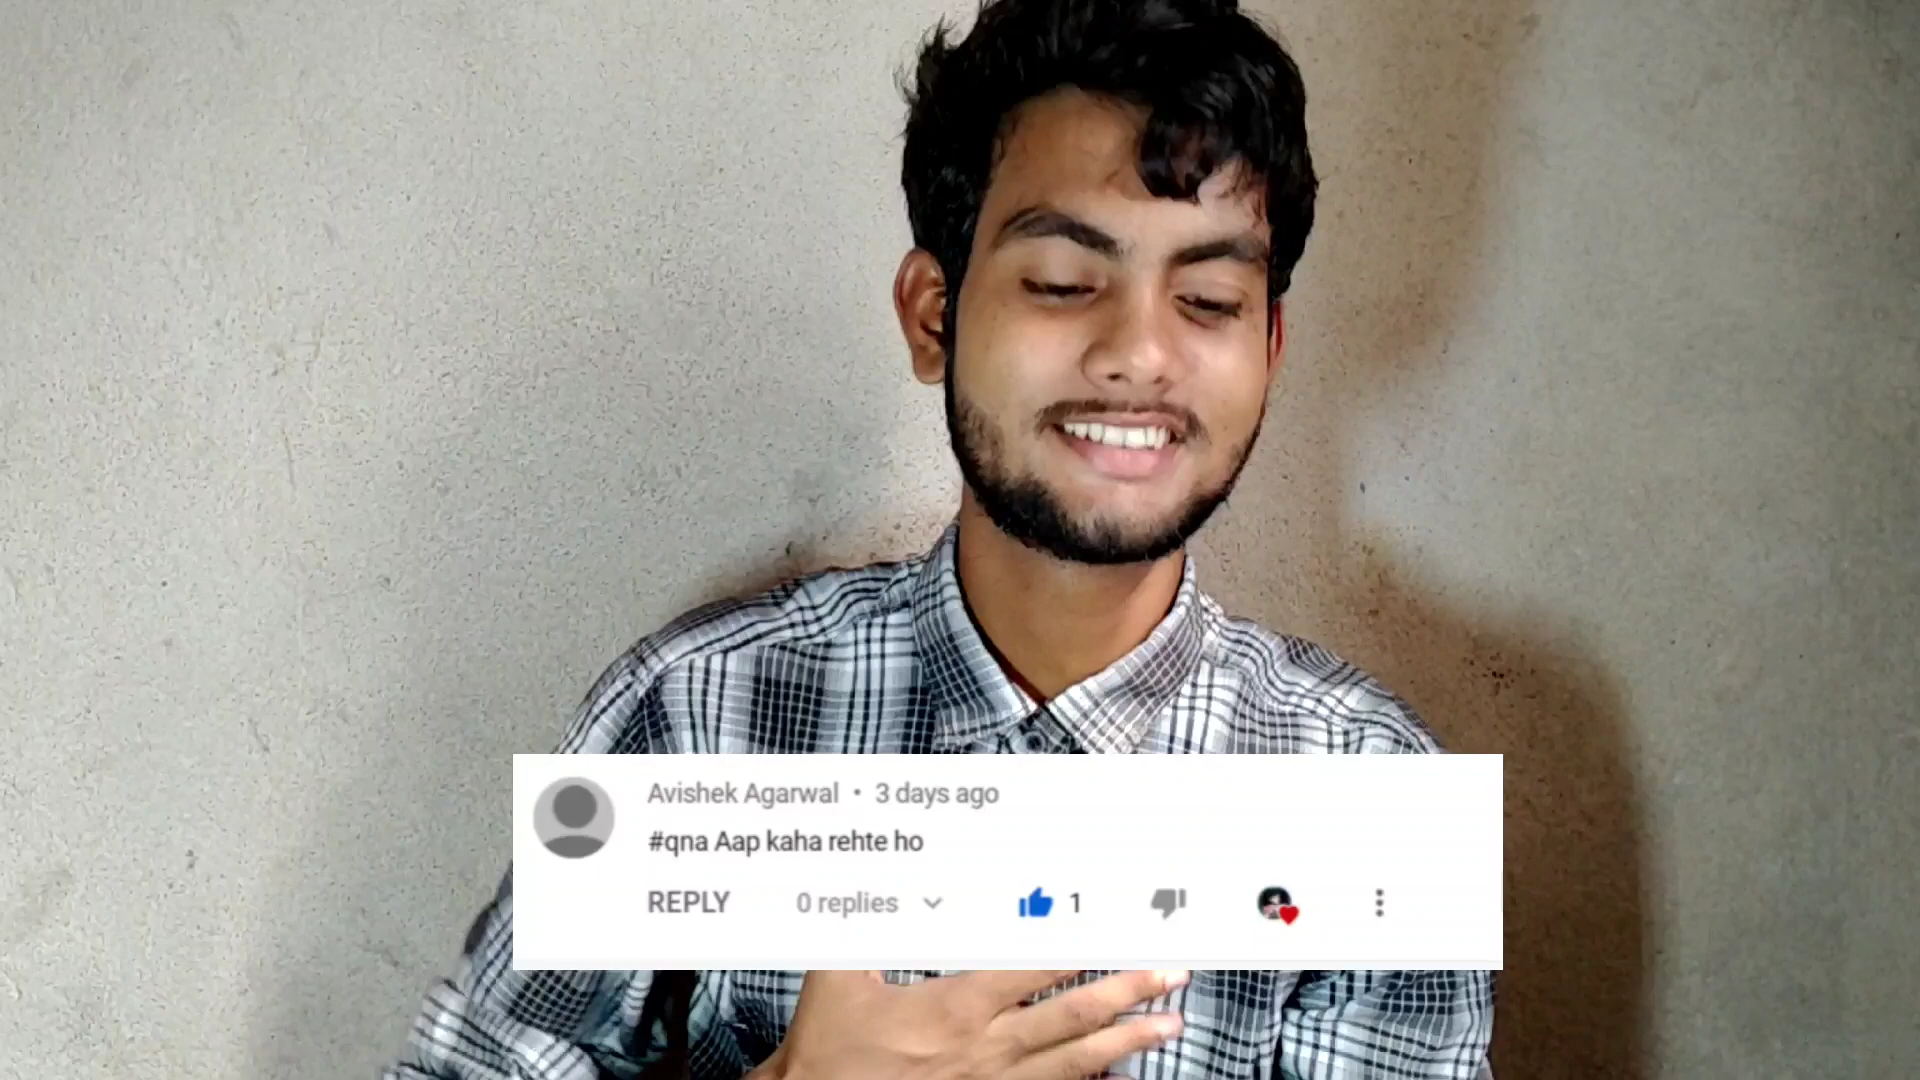 Avishek Agarwal • 3 days ago
#qna Aap kaha rehte ho
REPLY 0 replies 1